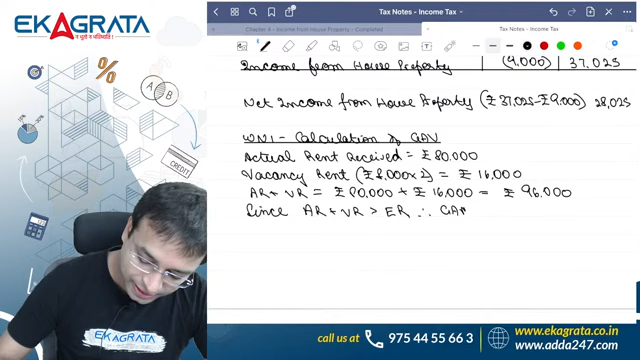 EKAGRATA
Chapter 4 - Income from House Property - Completed
Tax Notes - Income Tax
Tax Notes - Income Tax
Income from House Property (9,000) 37,025
Net Income from House Property (₹ 37,025-₹9,000) 28,025
WN1 - Calculation of GAV
Actual Rent Received = ₹ 80,000
Vacancy Rent (₹ 8,000 x 2) = ₹ 16,000
AR + VR = ₹ 80,000 + ₹ 16,000 = ₹ 96,000
Since AR + VR > ER ∴ GA
%
A
B
CREDIT
EKAGRATA
call us at 975 44 55 66 3
www.ekagrata.co.in
www.adda247.com